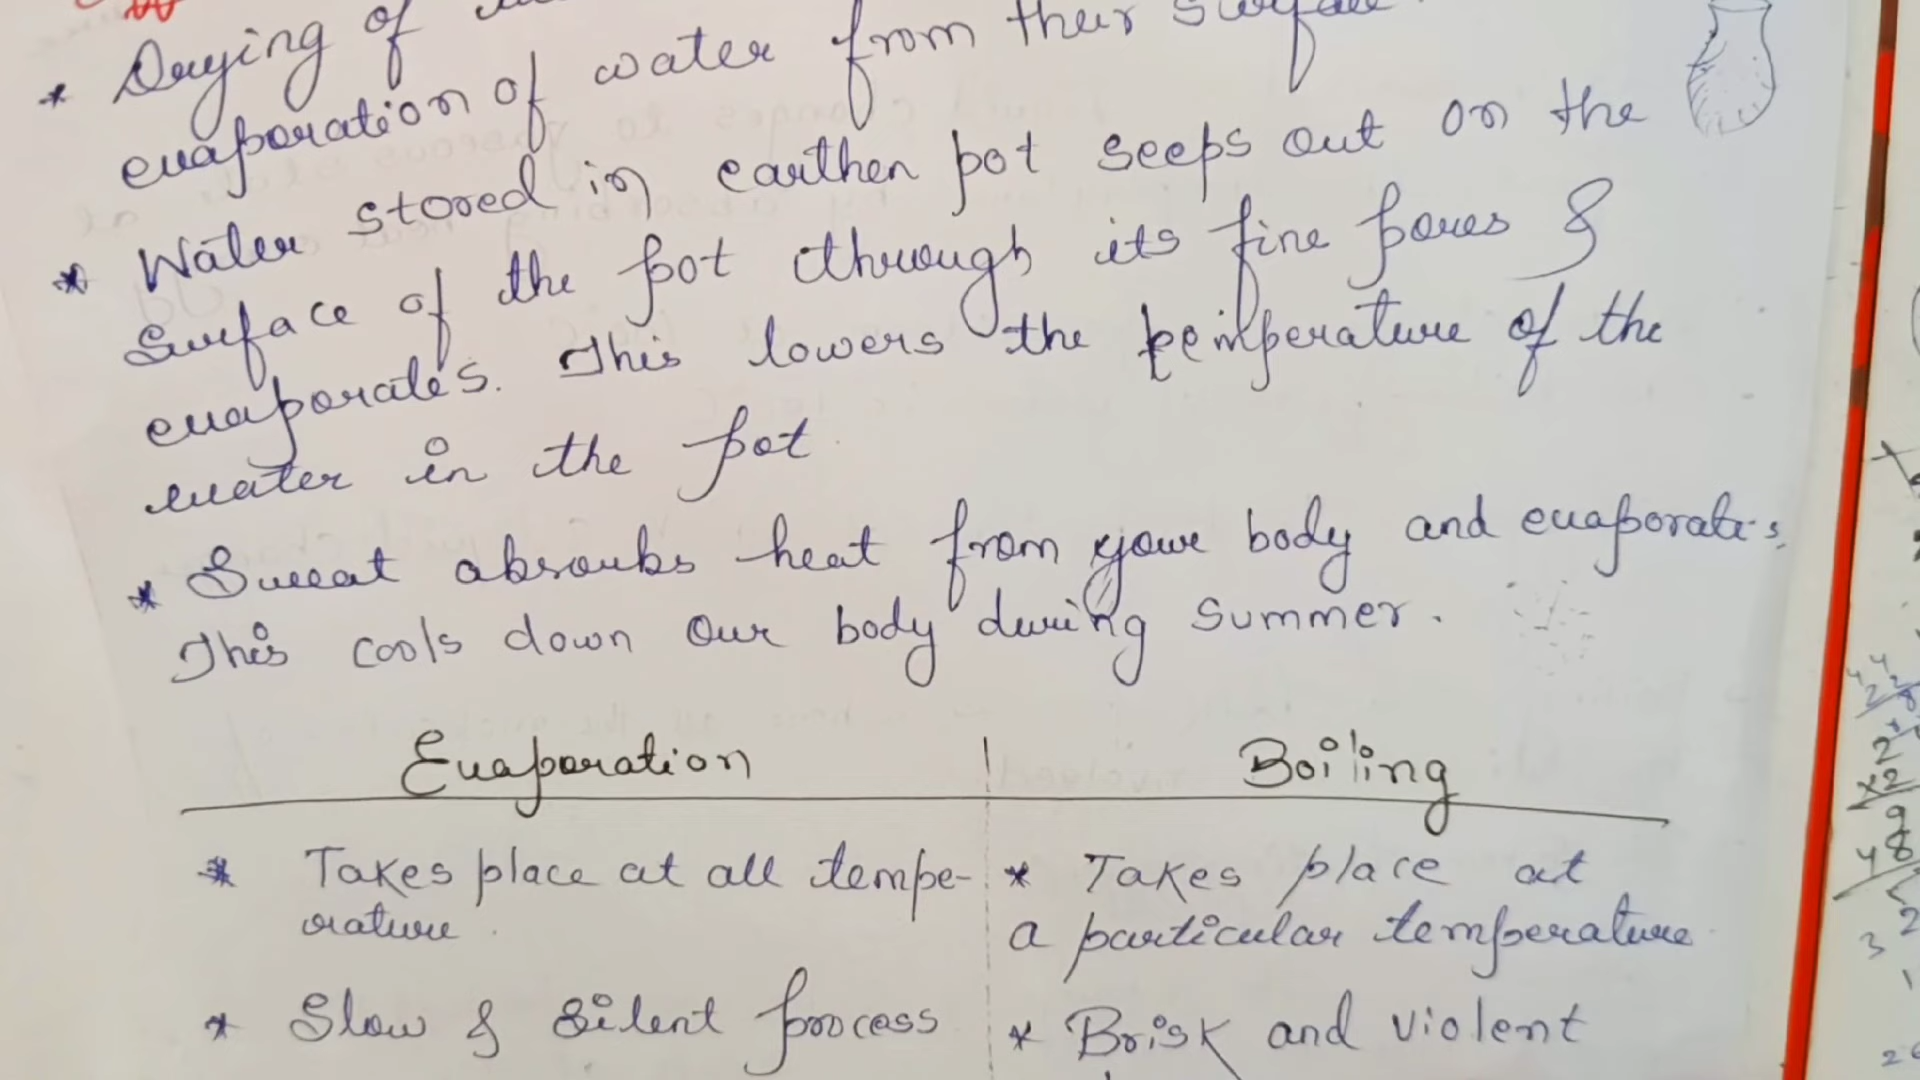 * Drying of
evaporation of water from their surface
* Water stored in earthen pot seeps out on the
Surface of the pot through its fine pores &
evaporates. This lowers the temperature of the
water in the pot
* Sweat absorbs heat from your body and evaporates.
This cools down our body during summer.
Evaporation | Boiling
* Takes place at all tempe- * Takes place at
rature. a particular temperature
* Slow & silent process * Brisk and violent